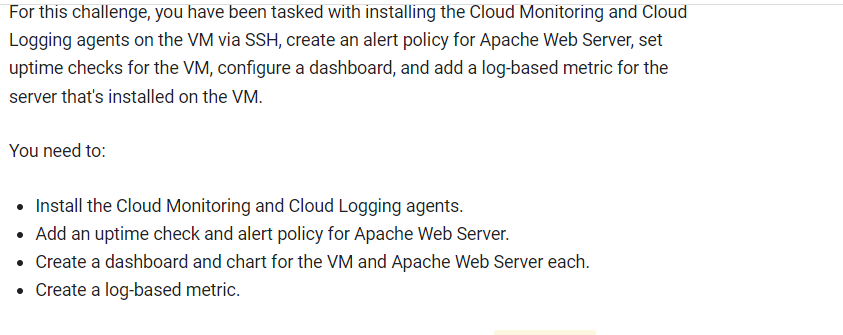 For this challenge, you have been tasked with installing the Cloud Monitoring and Cloud
Logging agents on the VM via SSH, create an alert policy for Apache Web Server, set
uptime checks for the VM, configure a dashboard, and add a log-based metric for the
server that's installed on the VM.
You need to:
• Install the Cloud Monitoring and Cloud Logging agents.
• Add an uptime check and alert policy for Apache Web Server.
• Create a dashboard and chart for the VM and Apache Web Server each.
• Create a log-based metric.